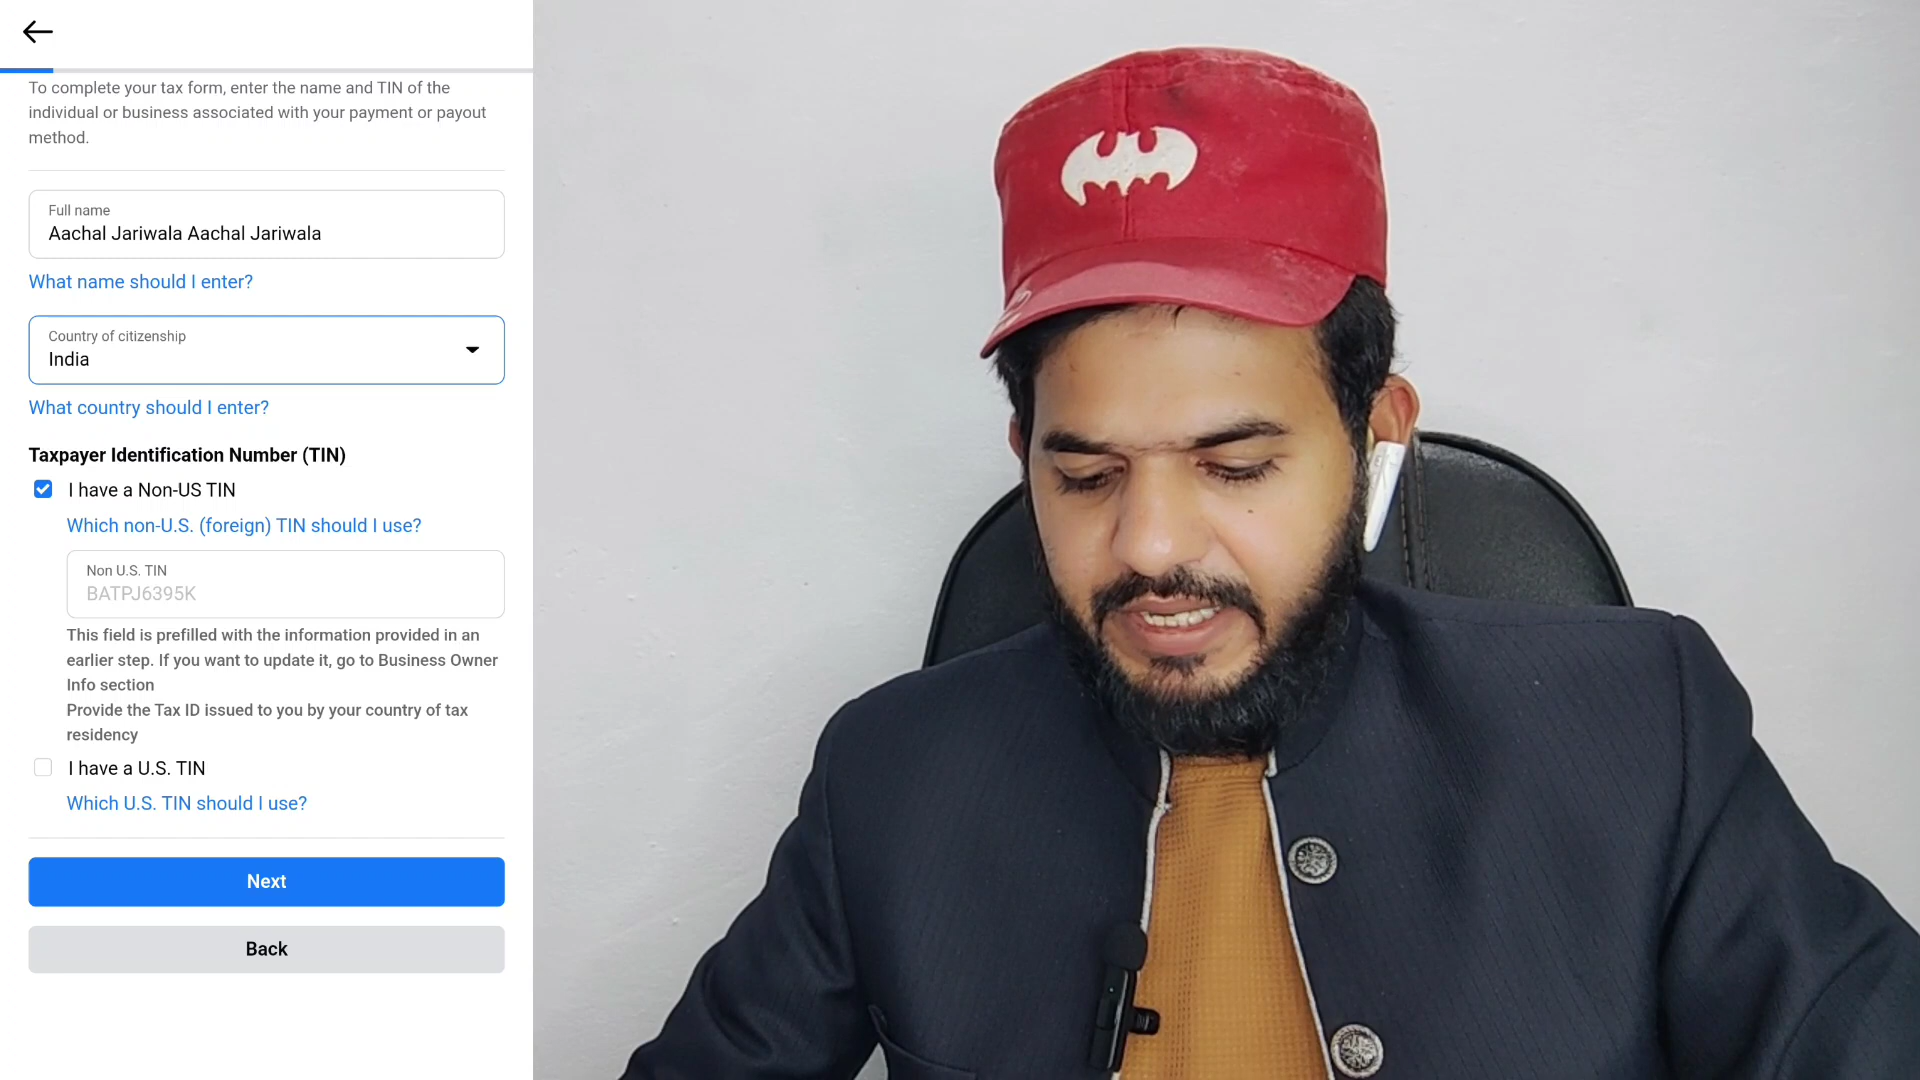 To complete your tax form, enter the name and TIN of the
individual or business associated with your payment or payout
method.
Full name
Aachal Jariwala Aachal Jariwala
What name should I enter?
Country of citizenship
India
What country should I enter?
Taxpayer Identification Number (TIN)
I have a Non-US TIN
Which non-U.S. (foreign) TIN should I use?
Non U.S. TIN
BATPJ6395K
This field is prefilled with the information provided in an
earlier step. If you want to update it, go to Business Owner
Info section
Provide the Tax ID issued to you by your country of tax
residency
I have a U.S. TIN
Which U.S. TIN should I use?
Next
Back